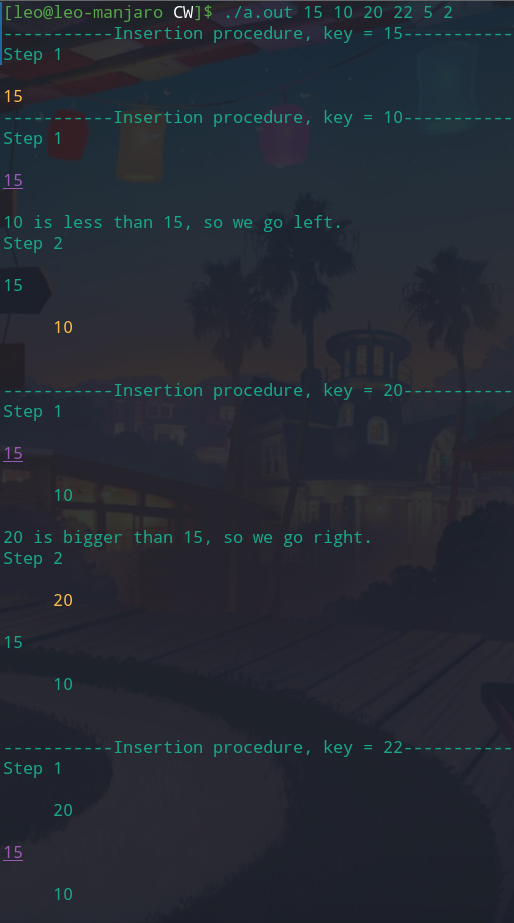 [leo@leo-manjaro CW]$ ./a.out 15 10 20 22 5 2
-----------Insertion procedure, key = 15-----------
Step 1
15
-----------Insertion procedure, key = 10-----------
Step 1
15
10 is less than 15, so we go left.
Step 2
15
10
-----------Insertion procedure, key = 20-----------
Step 1
15
10
20 is bigger than 15, so we go right.
Step 2
20
15
10
-----------Insertion procedure, key = 22-----------
Step 1
20
15
10